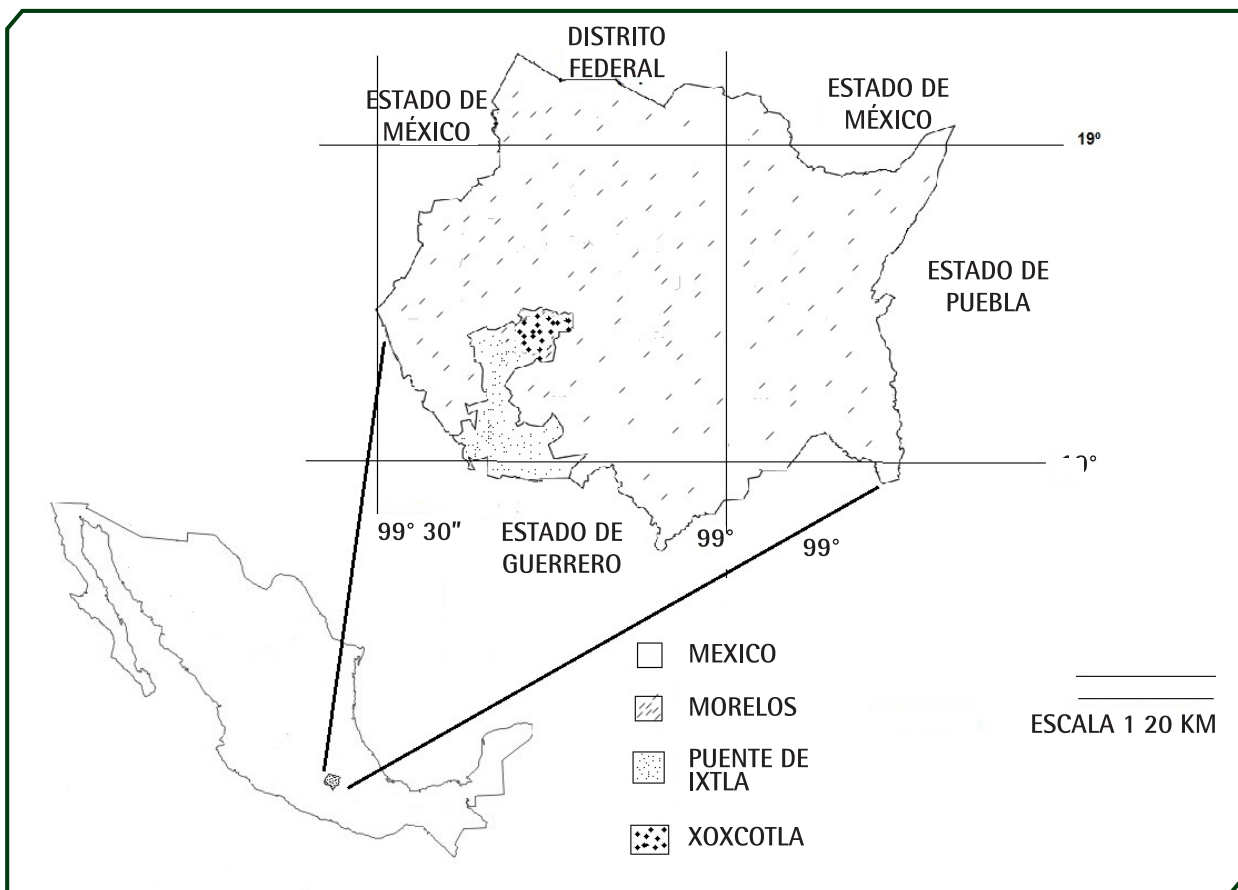 DISTRITO
FEDERAL
ESTADO DE
MÉXICO
ESTADO DE
MÉXICO
19º
ESTADO DE
PUEBLA
99° 30"
ESTADO DE
GUERRERO
99°
99°
MEXICO
MORELOS
PUENTE DE
IXTLA
XOXCOTLA
ESCALA 1 20 KM